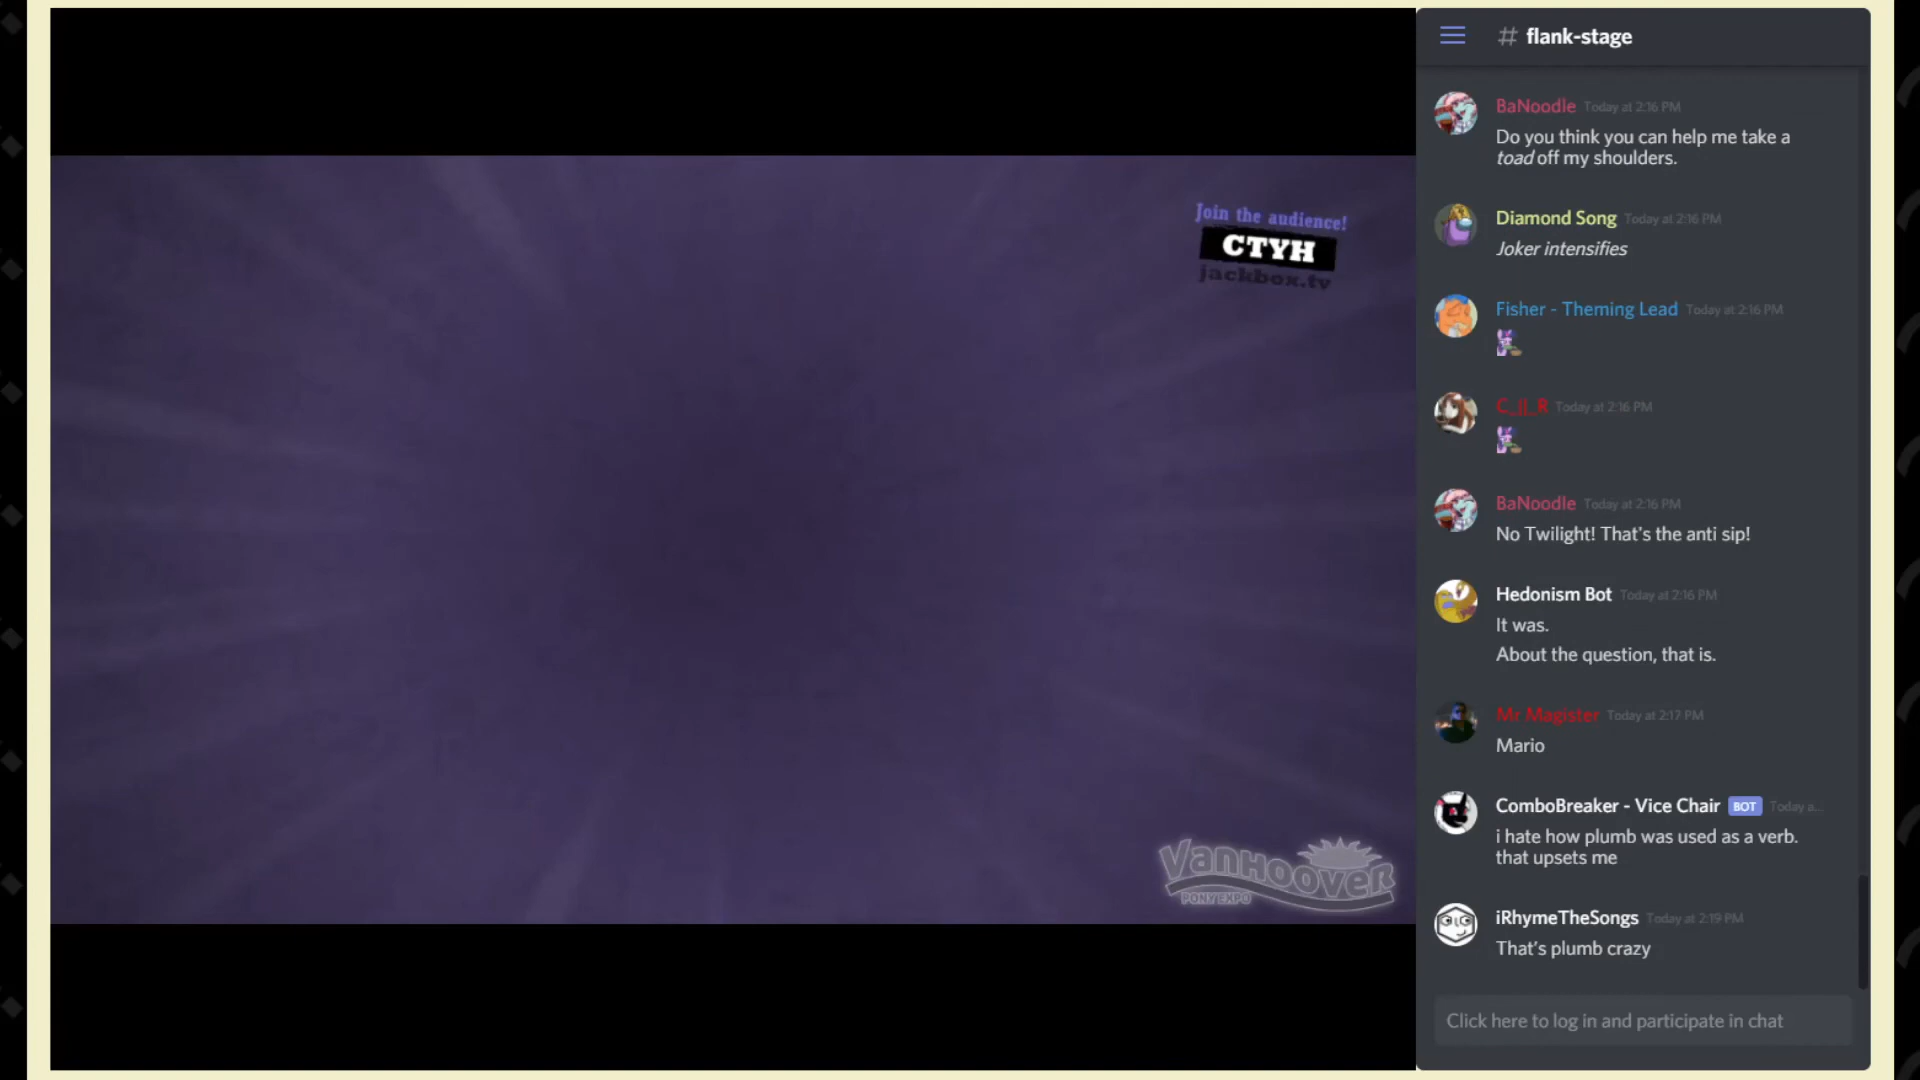 Join the audience!
CTYH
jackbox.tv
VANHOOVER
PONY EXPO
# flank-stage
BaNoodle Today at 2:16 PM
Do you think you can help me take a
toad off my shoulders.
Diamond Song Today at 2:16 PM
Joker intensifies
Fisher - Theming Lead Today at 2:16 PM
C_||_R Today at 2:16 PM
BaNoodle Today at 2:16 PM
No Twilight! That's the anti sip!
Hedonism Bot Today at 2:16 PM
It was.
About the question, that is.
Mr Magister Today at 2:17 PM
Mario
ComboBreaker - Vice Chair BOT Today a...
i hate how plumb was used as a verb.
that upsets me
iRhymeTheSongs Today at 2:19 PM
That's plumb crazy
Click here to log in and participate in chat